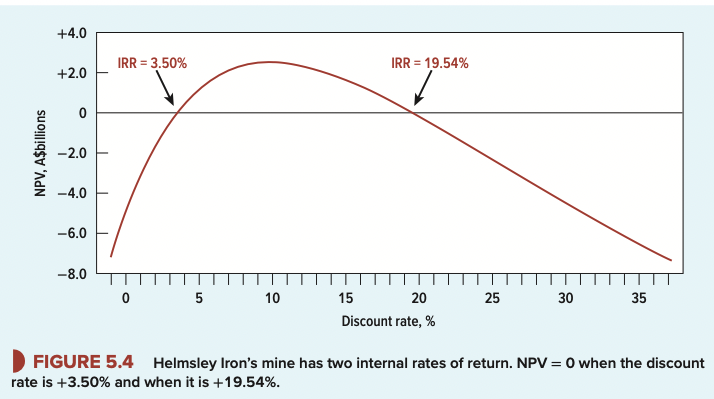 +4.0
IRR = 3.50% IRR = 19.54%
+2.0
0
−2.0
−4.0
−6.0
−8.0
NPV, A$billions
0 5 10 15 20 25 30 35
Discount rate, %
FIGURE 5.4 Helmsley Iron’s mine has two internal rates of return. NPV = 0 when the discount
rate is +3.50% and when it is +19.54%.